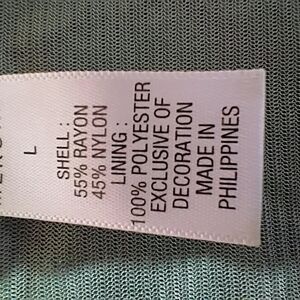 L
SHELL :
55% RAYON
45% NYLON
LINING :
100% POLYESTER
EXCLUSIVE OF
DECORATION
MADE IN
PHILIPPINES